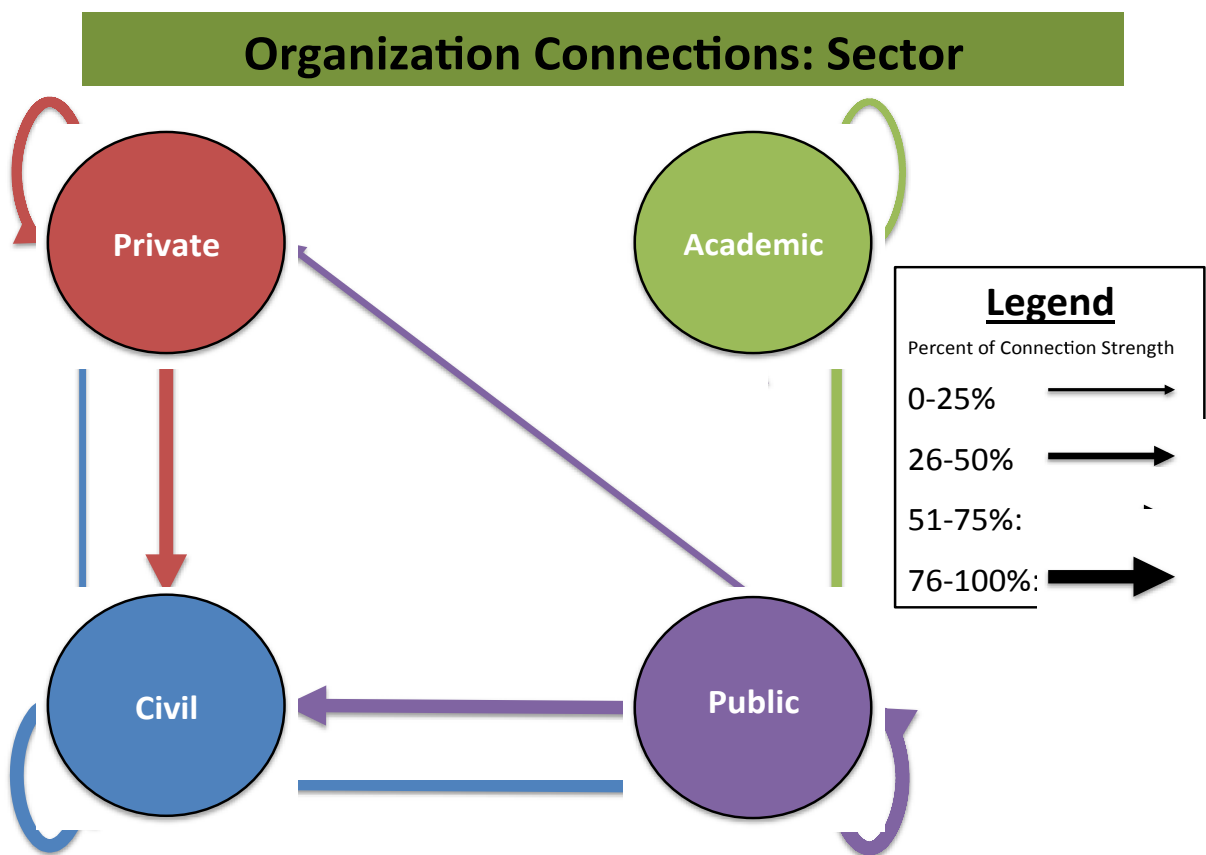 Organization Connections: Sector
Private
Academic
Legend
Percent of Connection Strength
0-25%
26-50%
51-75%:
76-100%:
Civil
Public